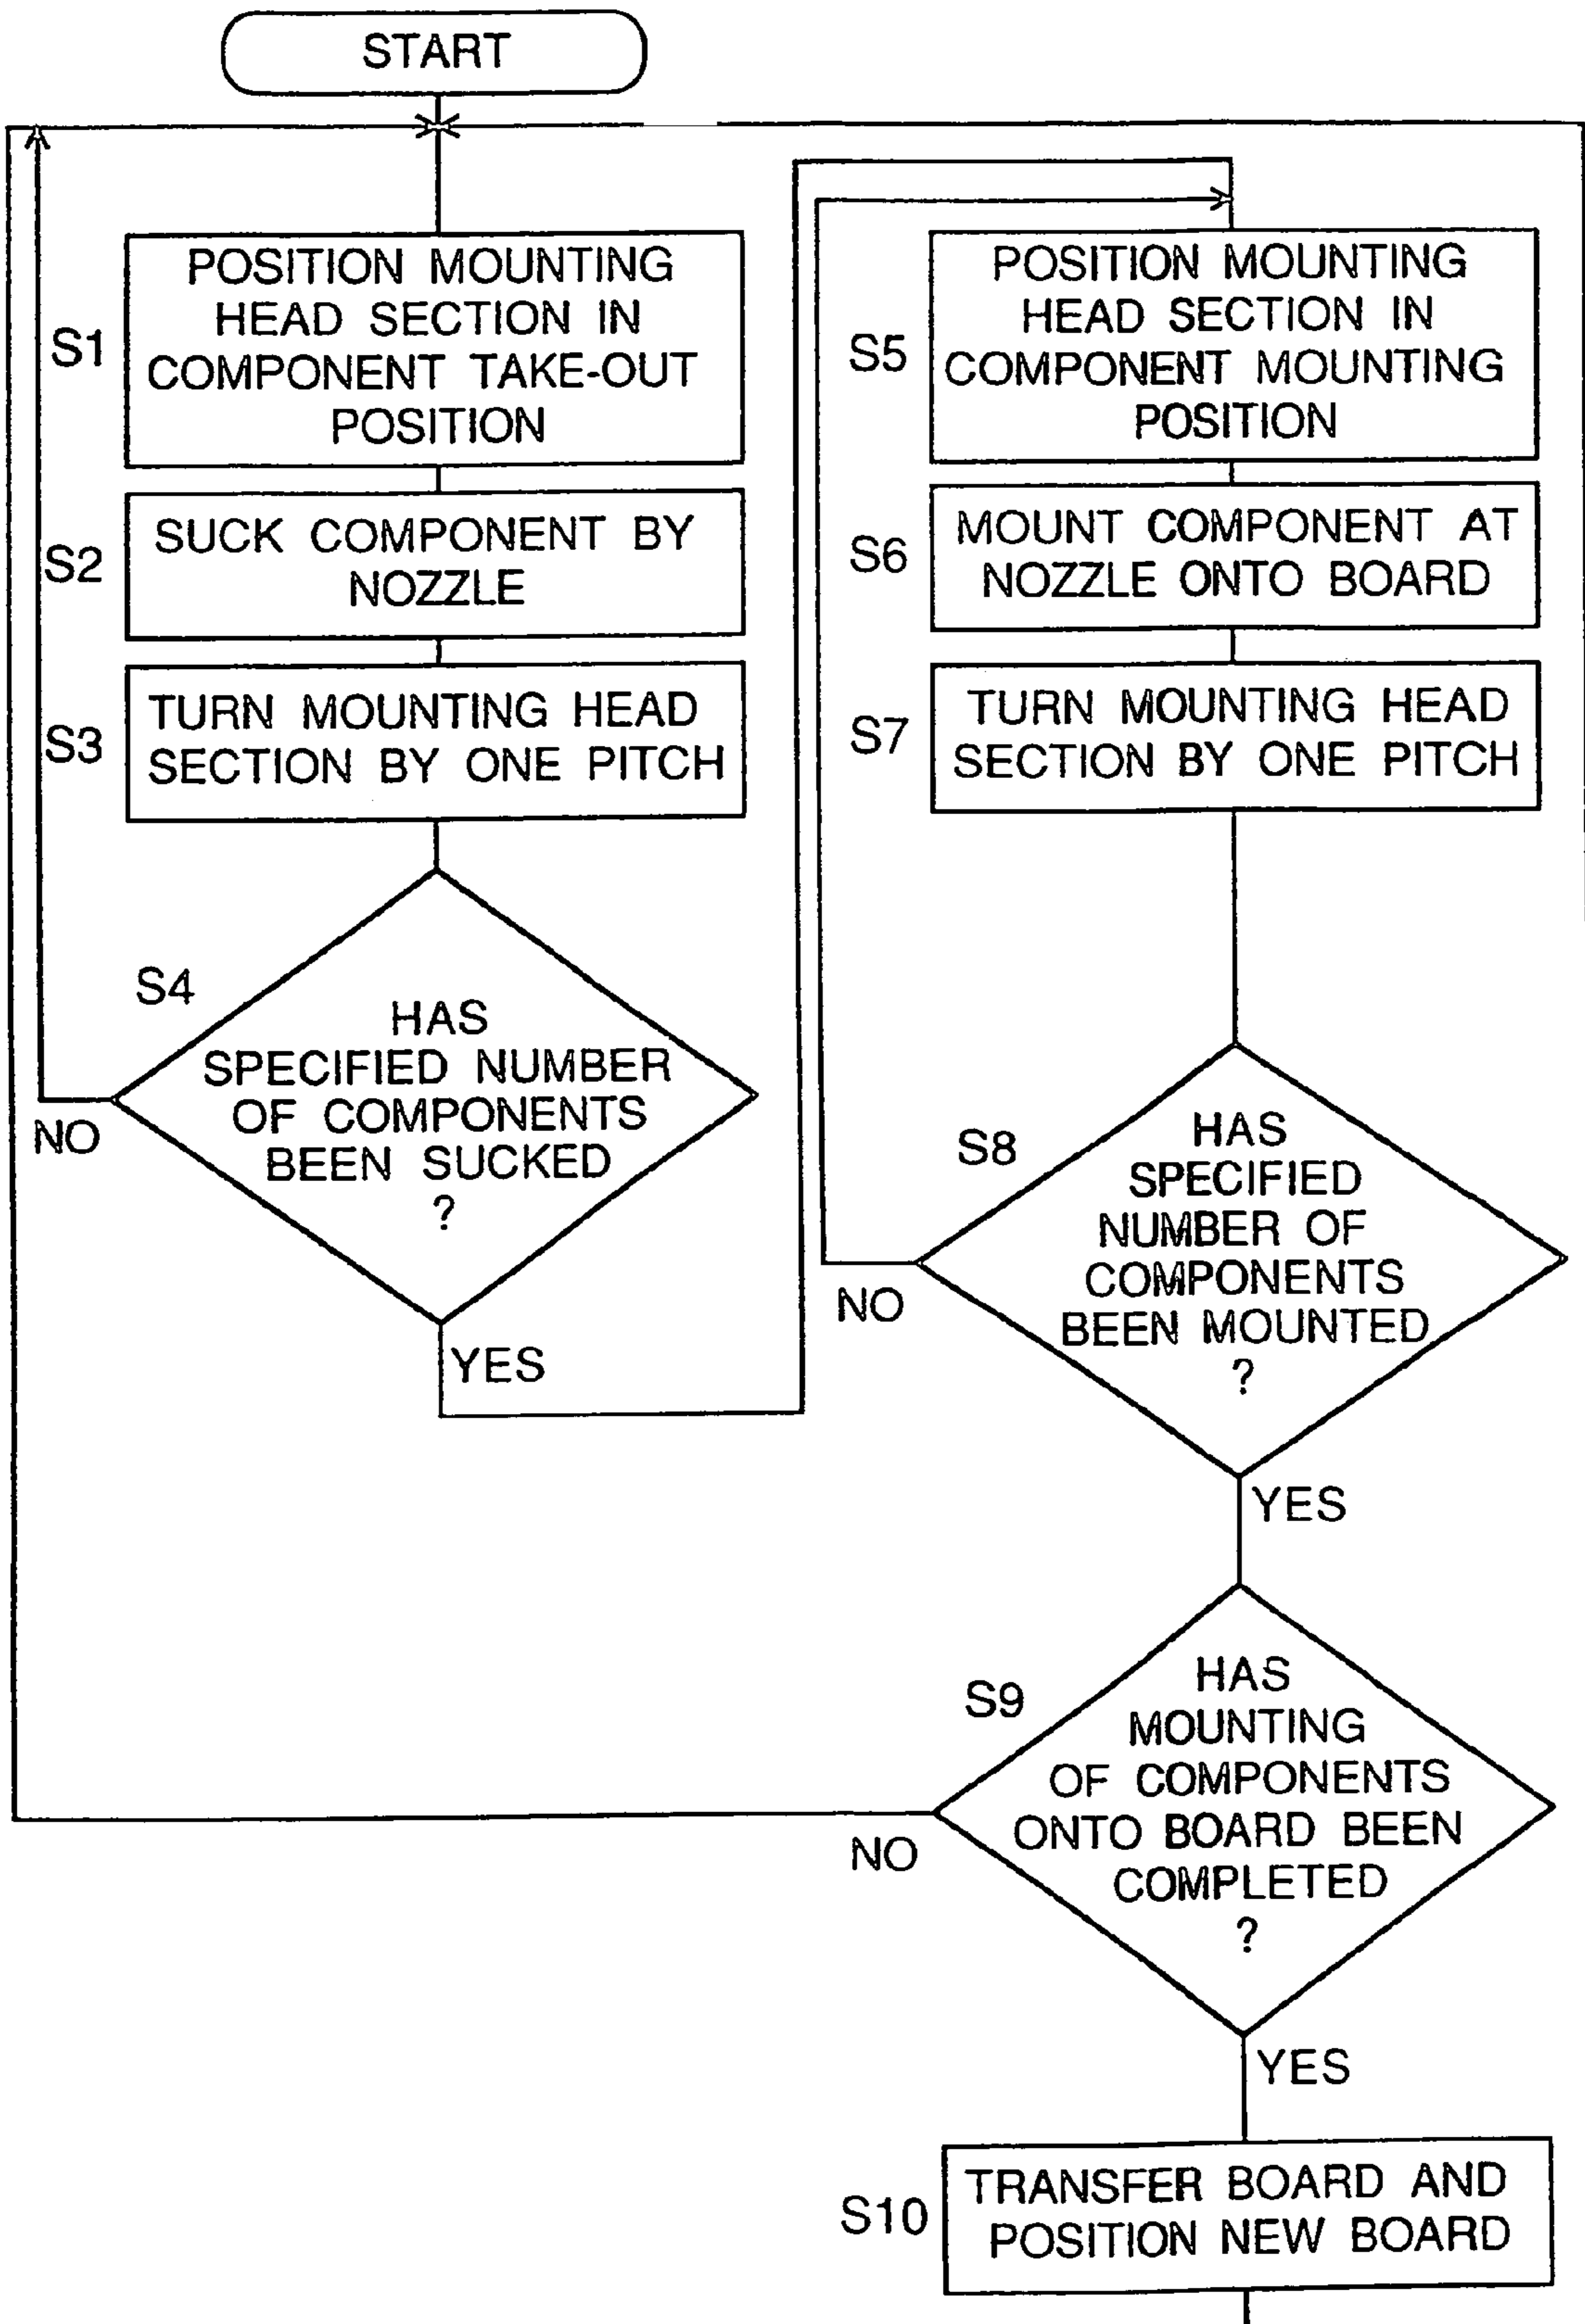 START
S1
POSITION MOUNTING
HEAD SECTION IN
COMPONENT TAKE-OUT
POSITION
S2
SUCK COMPONENT BY
NOZZLE
S3
TURN MOUNTING HEAD
SECTION BY ONE PITCH
S4
HAS
SPECIFIED NUMBER
OF COMPONENTS
BEEN SUCKED
?
NO
YES
S5
POSITION MOUNTING
HEAD SECTION IN
COMPONENT MOUNTING
POSITION
S6
MOUNT COMPONENT AT
NOZZLE ONTO BOARD
S7
TURN MOUNTING HEAD
SECTION BY ONE PITCH
S8
HAS
SPECIFIED
NUMBER OF
COMPONENTS
BEEN MOUNTED
?
NO
YES
S9
HAS
MOUNTING
OF COMPONENTS
ONTO BOARD BEEN
COMPLETED
?
NO
YES
S10
TRANSFER BOARD AND
POSITION NEW BOARD